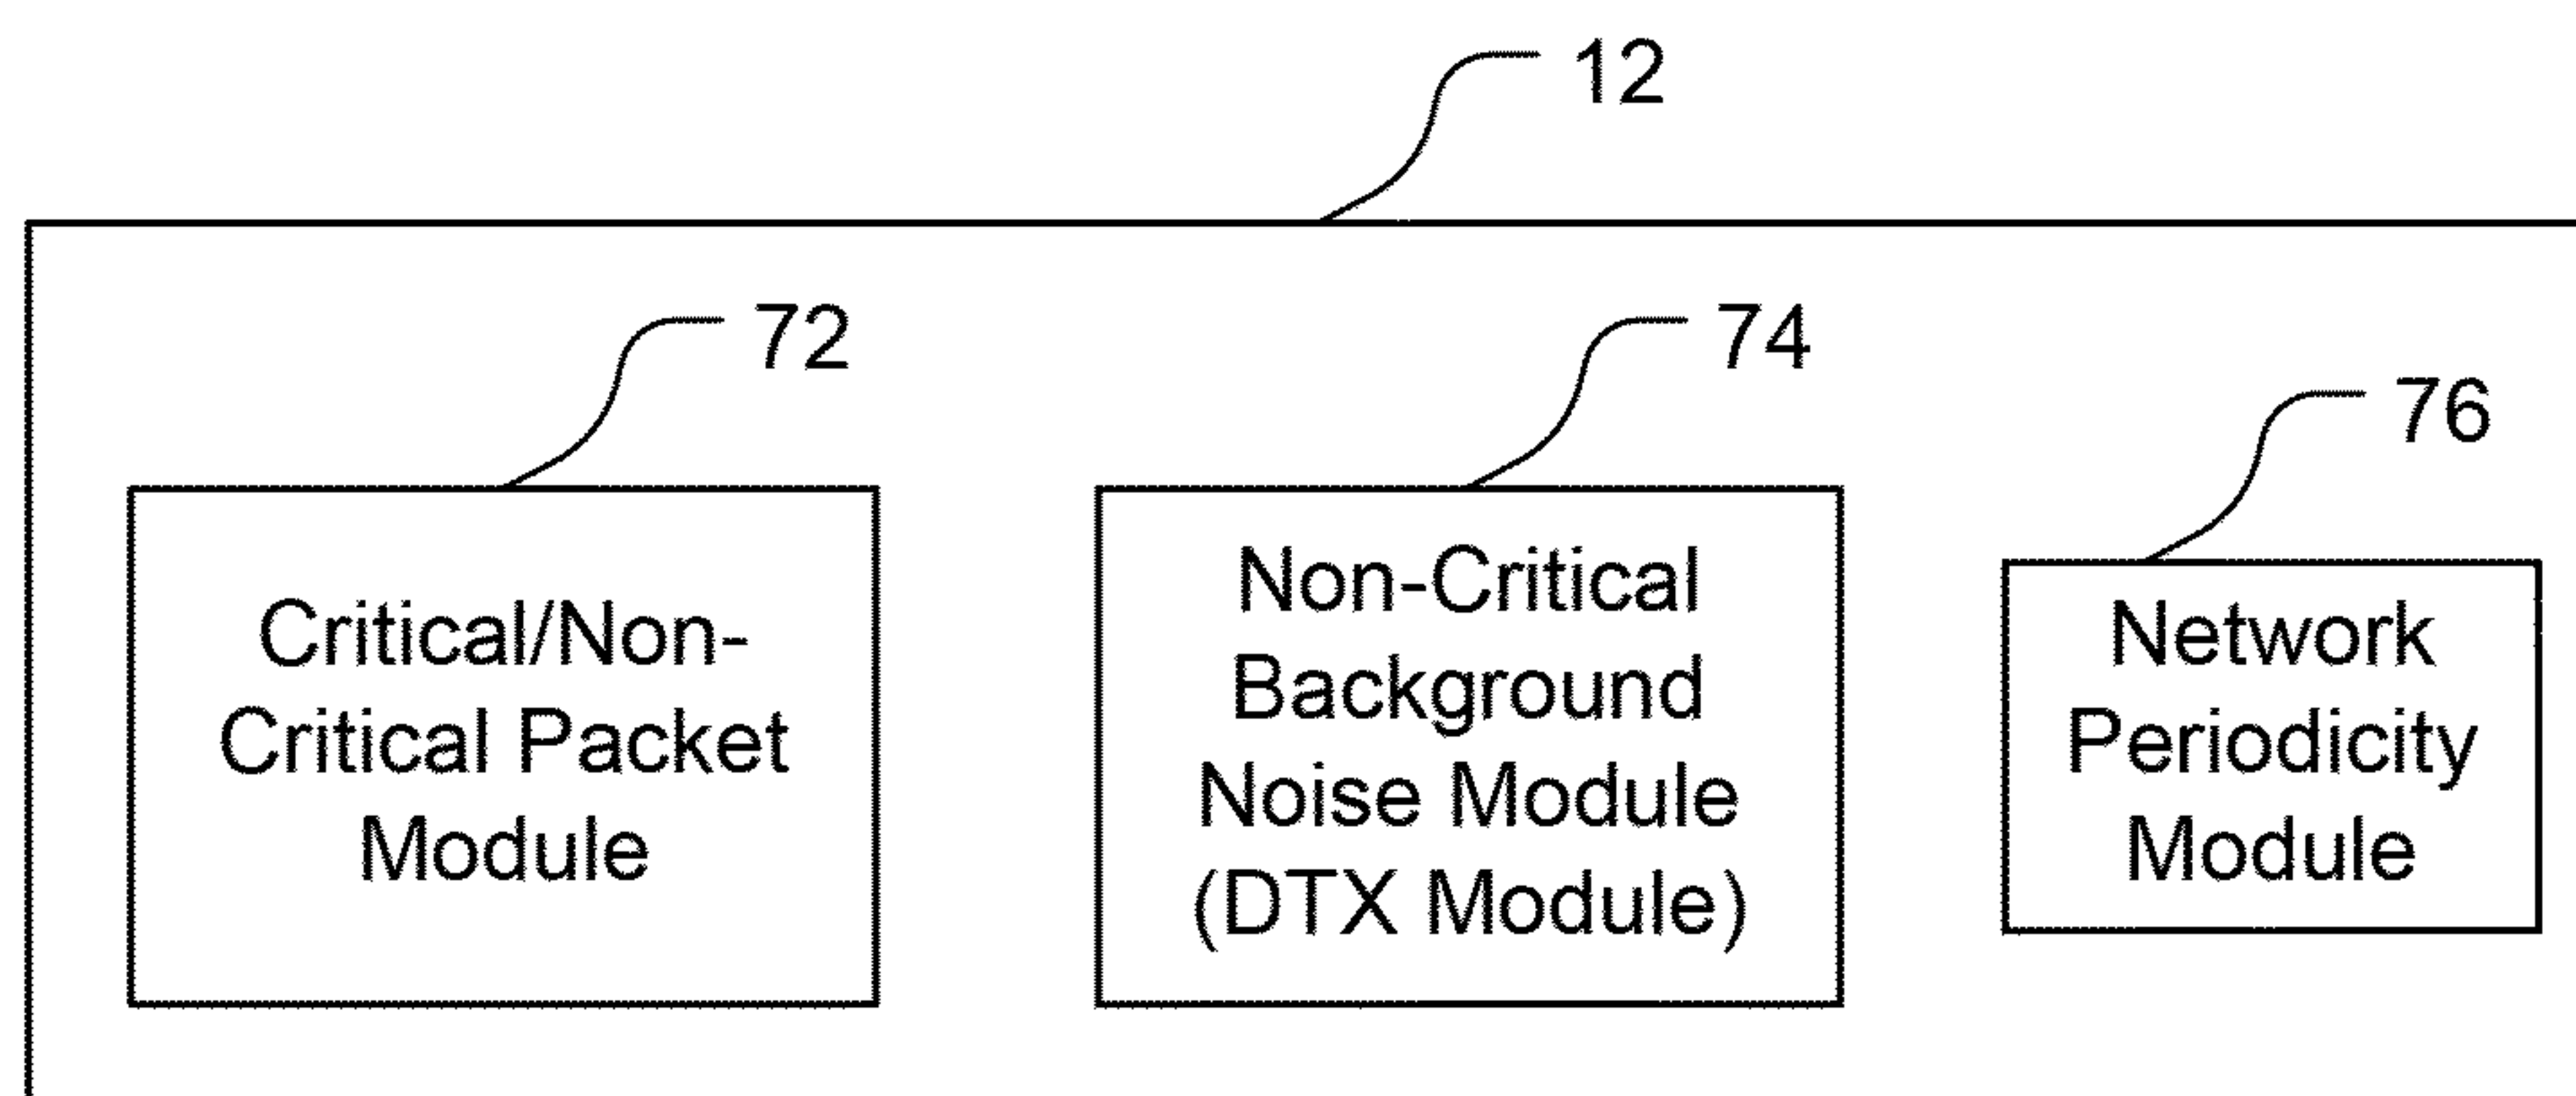 12
72
74
76
Critical/Non-
Critical Packet
Module
Non-Critical
Background
Noise Module
(DTX Module)
Network
Periodicity
Module